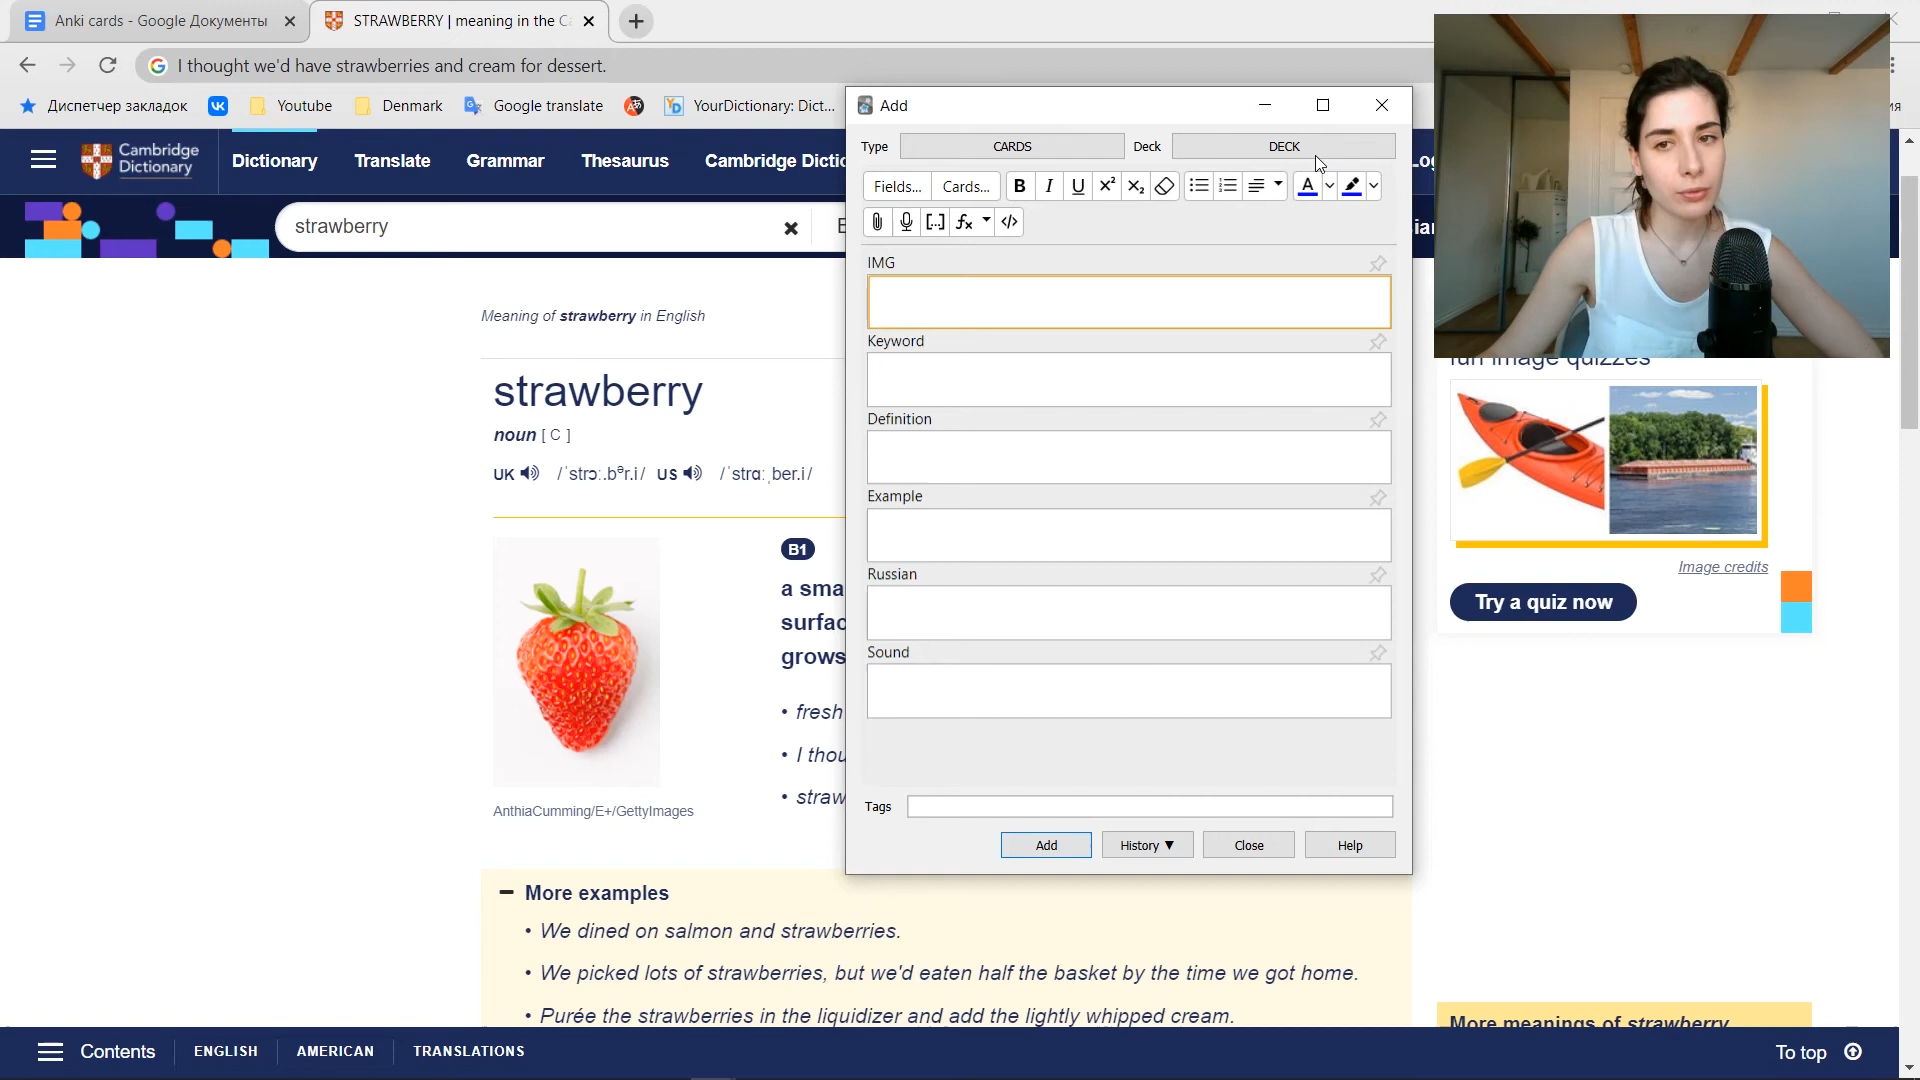 Anki cards - Google Документы
STRAWBERRY | meaning in the C
I thought we'd have strawberries and cream for dessert.
Диспетчер закладок
Youtube
Denmark
Google translate
YourDictionary: Dict...
Cambridge
Dictionary
Dictionary
Translate
Grammar
Thesaurus
Cambridge Dictio
strawberry
Meaning of strawberry in English
strawberry
noun [ C ]
UK /ˈstrɔː.bᵊr.i/ US /ˈstrɑːˌber.i/
B1
a sma
surfac
grows
• fresh
• I thou
• straw
AnthiaCumming/E+/GettyImages
More examples
• We dined on salmon and strawberries.
• We picked lots of strawberries, but we'd eaten half the basket by the time we got home.
• Purée the strawberries in the liquidizer and add the lightly whipped cream.
Contents
ENGLISH
AMERICAN
TRANSLATIONS
To top
Add
Type
CARDS
Deck
DECK
Fields...
Cards...
IMG
Keyword
Definition
Example
Russian
Sound
Tags
Add
History ▼
Close
Help
fun image quizzes
Image credits
Try a quiz now
More meanings of strawberry